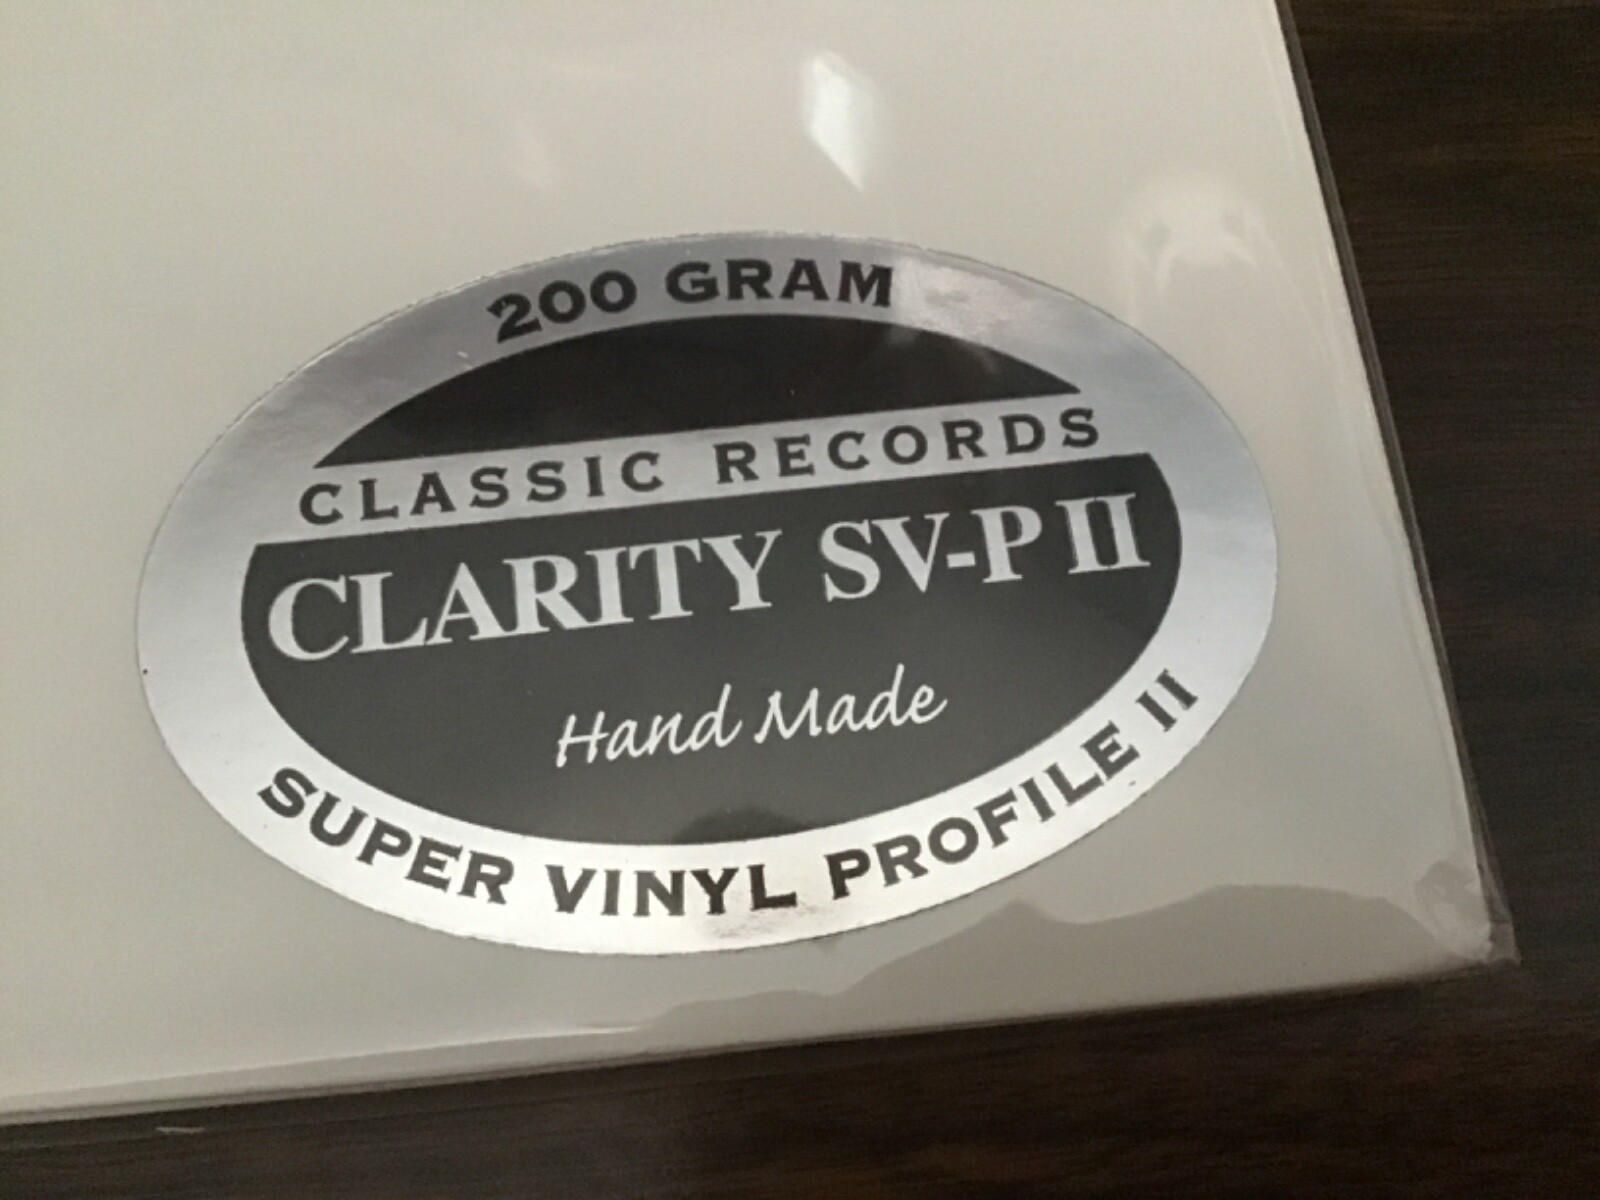 200 GRAM
CLASSIC RECORDS
CLARITY SV-P II
Hand Made
SUPER VINYL PROFILE II